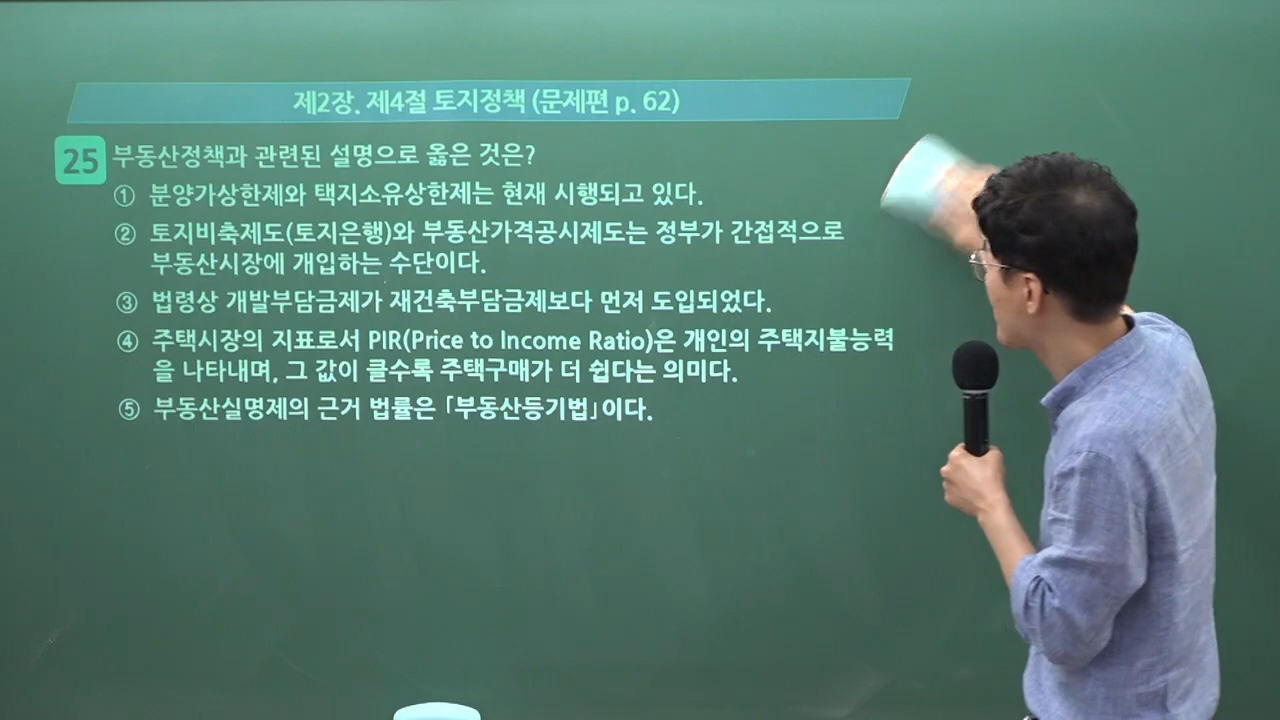 제2장. 제4절 토지정책 (문제편 p. 62)
25 부동산정책과 관련된 설명으로 옳은 것은?
① 분양가상한제와 택지소유상한제는 현재 시행되고 있다.
② 토지비축제도(토지은행)와 부동산가격공시제도는 정부가 간접적으로
부동산시장에 개입하는 수단이다.
③ 법령상 개발부담금제가 재건축부담금제보다 먼저 도입되었다.
④ 주택시장의 지표로서 PIR(Price to Income Ratio)은 개인의 주택지불능력
을 나타내며, 그 값이 클수록 주택구매가 더 쉽다는 의미다.
⑤ 부동산실명제의 근거 법률은 「부동산등기법」이다.